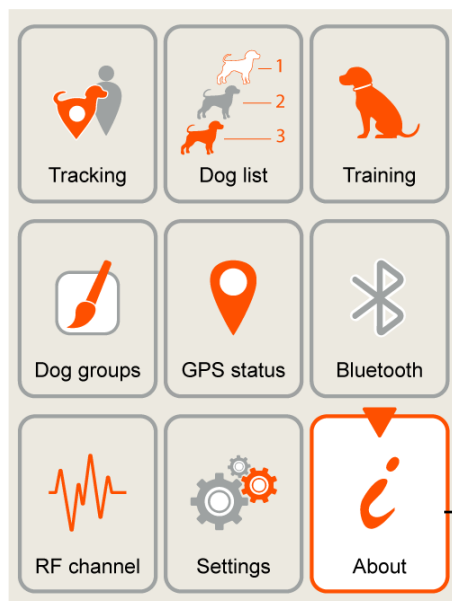 1
2
3
Tracking
Dog list
Training
Dog groups
GPS status
Bluetooth
RF channel
Settings
i
About